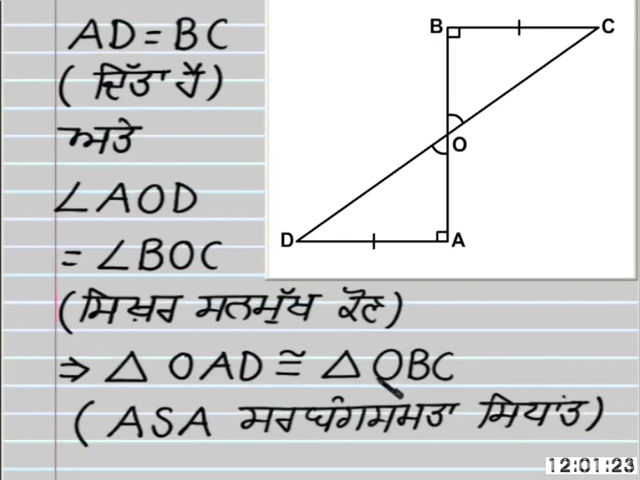 AD = BC
( ਦਿੱਤਾ ਹੈ )
ਅਤੇ
∠AOD
= ∠BOC
(ਸਿਖ਼ਰ ਸਨਮੁੱਖ ਕੋਣ)
⇒ △ OAD ≅ △ OBC
( ASA ਸਰਬੰਗਸਮਤਾ ਸਿਧਾਂਤ )
B
C
O
D
A
12:01:23